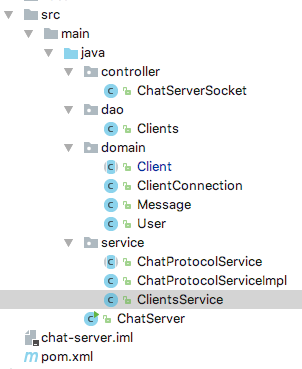 src
main
java
controller
ChatServerSocket
dao
Clients
domain
Client
ClientConnection
Message
User
service
ChatProtocolService
ChatProtocolServiceImpl
ClientsService
ChatServer
chat-server.iml
pom.xml